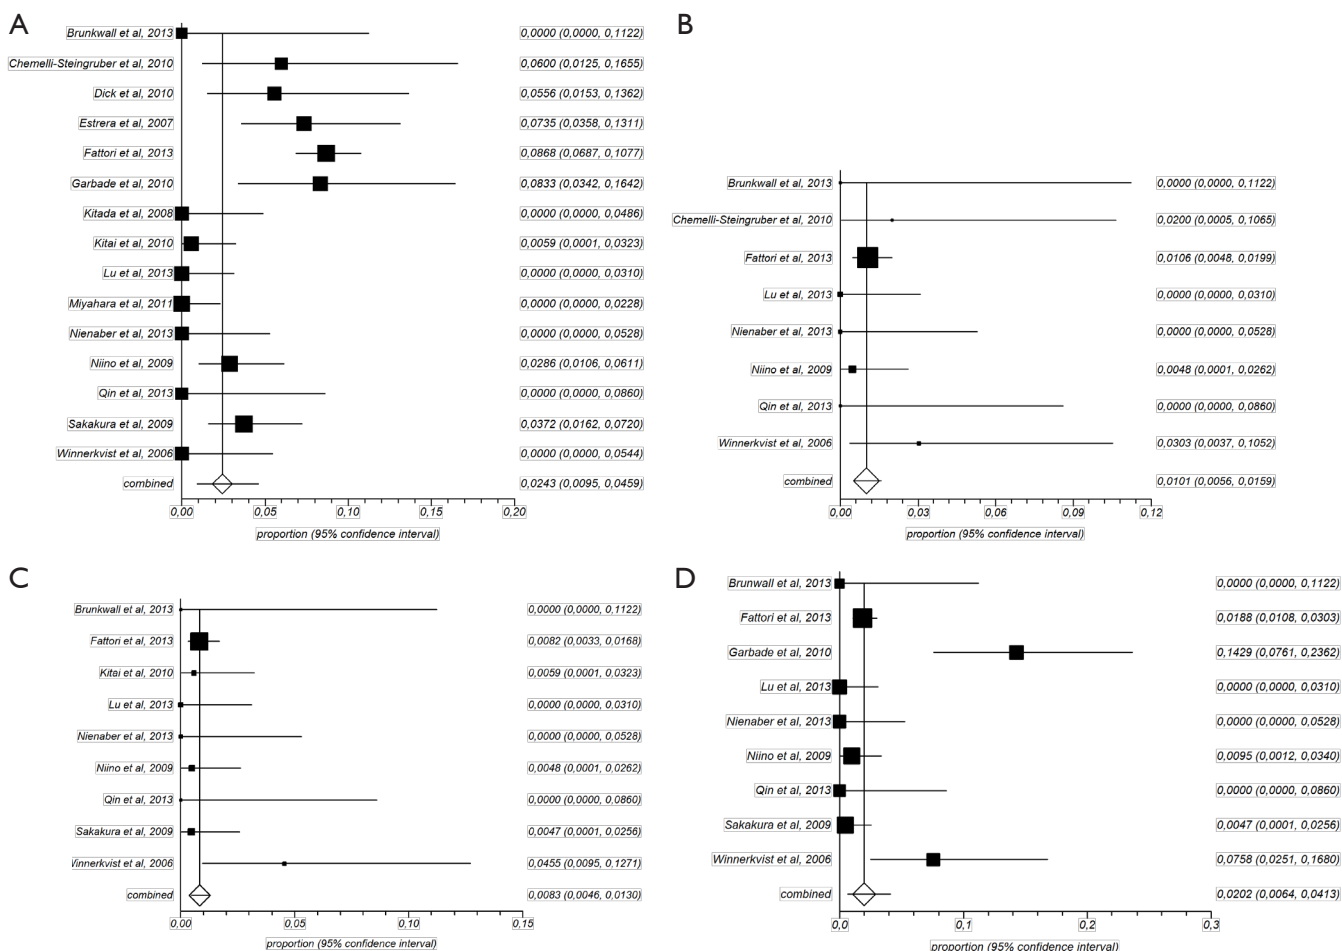 A
Brunkwall et al, 2013 0,0000 (0,0000, 0,1122)
Chemelli-Steingruber et al, 2010 0,0600 (0,0125, 0,1655)
Dick et al, 2010 0,0556 (0,0153, 0,1362)
Estrera et al, 2007 0,0735 (0,0358, 0,1311)
Fattori et al, 2013 0,0868 (0,0687, 0,1077)
Garbade et al, 2010 0,0833 (0,0342, 0,1642)
Kitada et al, 2008 0,0000 (0,0000, 0,0486)
Kitai et al, 2010 0,0059 (0,0001, 0,0323)
Lu et al, 2013 0,0000 (0,0000, 0,0310)
Miyahara et al, 2011 0,0000 (0,0000, 0,0228)
Nienaber et al, 2013 0,0000 (0,0000, 0,0528)
Niino et al, 2009 0,0286 (0,0106, 0,0611)
Qin et al, 2013 0,0000 (0,0000, 0,0860)
Sakakura et al, 2009 0,0372 (0,0162, 0,0720)
Winnerkvist et al, 2006 0,0000 (0,0000, 0,0544)
combined 0,0243 (0,0095, 0,0459)
0,00 0,05 0,10 0,15 0,20
proportion (95% confidence interval)
B
Brunkwall et al, 2013 0,0000 (0,0000, 0,1122)
Chemelli-Steingruber et al, 2010 0,0200 (0,0005, 0,1065)
Fattori et al, 2013 0,0106 (0,0048, 0,0199)
Lu et al, 2013 0,0000 (0,0000, 0,0310)
Nienaber et al, 2013 0,0000 (0,0000, 0,0528)
Niino et al, 2009 0,0048 (0,0001, 0,0262)
Qin et al, 2013 0,0000 (0,0000, 0,0860)
Winnerkvist et al, 2006 0,0303 (0,0037, 0,1052)
combined 0,0101 (0,0056, 0,0159)
0,00 0,03 0,06 0,09 0,12
proportion (95% confidence interval)
C
Brunkwall et al, 2013 0,0000 (0,0000, 0,1122)
Fattori et al, 2013 0,0082 (0,0033, 0,0168)
Kitai et al, 2010 0,0059 (0,0001, 0,0323)
Lu et al, 2013 0,0000 (0,0000, 0,0310)
Nienaber et al, 2013 0,0000 (0,0000, 0,0528)
Niino et al, 2009 0,0048 (0,0001, 0,0262)
Qin et al, 2013 0,0000 (0,0000, 0,0860)
Sakakura et al, 2009 0,0047 (0,0001, 0,0256)
Winnerkvist et al, 2006 0,0455 (0,0095, 0,1271)
combined 0,0083 (0,0046, 0,0130)
0,00 0,05 0,10 0,15
proportion (95% confidence interval)
D
Brunwall et al, 2013 0,0000 (0,0000, 0,1122)
Fattori et al, 2013 0,0188 (0,0108, 0,0303)
Garbade et al, 2010 0,1429 (0,0761, 0,2362)
Lu et al, 2013 0,0000 (0,0000, 0,0310)
Nienaber et al, 2013 0,0000 (0,0000, 0,0528)
Niino et al, 2009 0,0095 (0,0012, 0,0340)
Qin et al, 2013 0,0000 (0,0000, 0,0860)
Sakakura et al, 2009 0,0047 (0,0001, 0,0256)
Winnerkvist et al, 2006 0,0758 (0,0251, 0,1680)
combined 0,0202 (0,0064, 0,0413)
0,0 0,1 0,2 0,3
proportion (95% confidence interval)